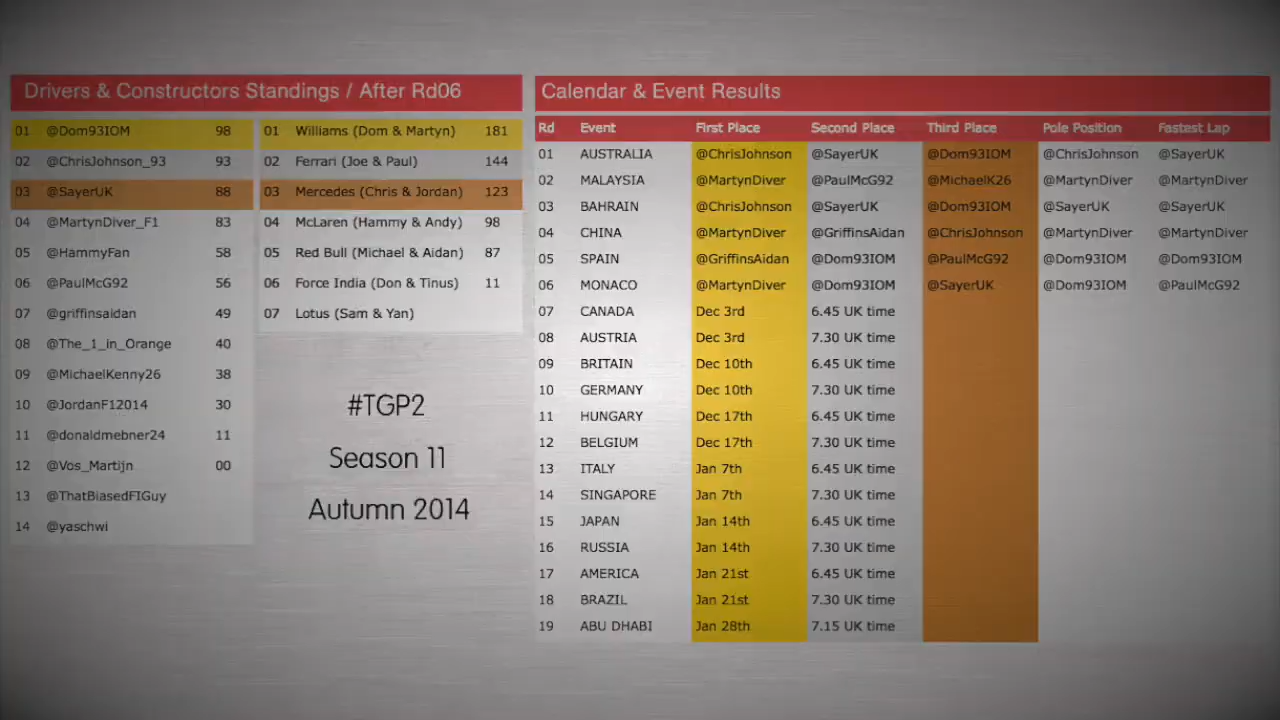 Drivers & Constructors Standings / After Rd06
01 @Dom93IOM 98
02 @ChrisJohnson_93 93
03 @SayerUK 88
04 @MartynDiver_F1 83
05 @HammyFan 58
06 @PaulMcG92 56
07 @griffinsaidan 49
08 @The_1_in_Orange 40
09 @MichaelKenny26 38
10 @JordanF12014 30
11 @donaldmebner24 11
12 @Vos_Martijn 00
13 @ThatBiasedFIGuy
14 @yaschwi
01 Williams (Dom & Martyn) 181
02 Ferrari (Joe & Paul) 144
03 Mercedes (Chris & Jordan) 123
04 McLaren (Hammy & Andy) 98
05 Red Bull (Michael & Aidan) 87
06 Force India (Don & Tinus) 11
07 Lotus (Sam & Yan)
#TGP2
Season 11
Autumn 2014
Calendar & Event Results
Rd Event First Place Second Place Third Place Pole Position Fastest Lap
01 AUSTRALIA @ChrisJohnson @SayerUK @Dom93IOM @ChrisJohnson @SayerUK
02 MALAYSIA @MartynDiver @PaulMcG92 @MichaelK26 @MartynDiver @MartynDiver
03 BAHRAIN @ChrisJohnson @SayerUK @Dom93IOM @SayerUK @SayerUK
04 CHINA @MartynDiver @GriffinsAidan @ChrisJohnson @MartynDiver @MartynDiver
05 SPAIN @GriffinsAidan @Dom93IOM @PaulMcG92 @Dom93IOM @Dom93IOM
06 MONACO @MartynDiver @Dom93IOM @SayerUK @Dom93IOM @PaulMcG92
07 CANADA Dec 3rd 6.45 UK time
08 AUSTRIA Dec 3rd 7.30 UK time
09 BRITAIN Dec 10th 6.45 UK time
10 GERMANY Dec 10th 7.30 UK time
11 HUNGARY Dec 17th 6.45 UK time
12 BELGIUM Dec 17th 7.30 UK time
13 ITALY Jan 7th 6.45 UK time
14 SINGAPORE Jan 7th 7.30 UK time
15 JAPAN Jan 14th 6.45 UK time
16 RUSSIA Jan 14th 7.30 UK time
17 AMERICA Jan 21st 6.45 UK time
18 BRAZIL Jan 21st 7.30 UK time
19 ABU DHABI Jan 28th 7.15 UK time